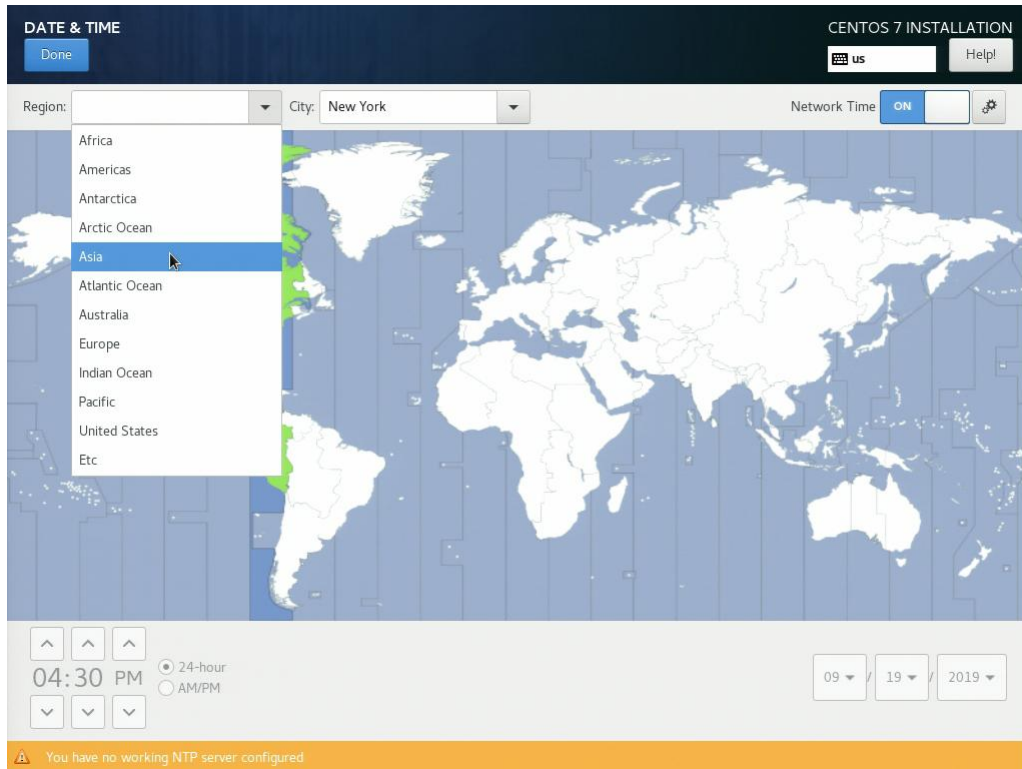 DATE & TIME
CENTOS 7 INSTALLATION
Done
us
Help!
Region:
City:
New York
Network Time
ON
Africa
Americas
Antarctica
Arctic Ocean
Asia
Atlantic Ocean
Australia
Europe
Indian Ocean
Pacific
United States
Etc
04:30 PM
24-hour
AM/PM
09 / 19 / 2019
You have no working NTP server configured